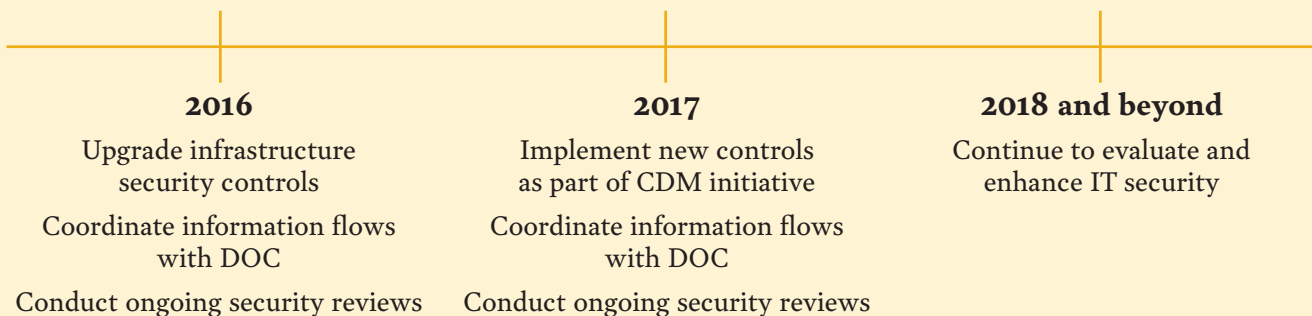 2016
Upgrade infrastructure
security controls
Coordinate information flows
with DOC
Conduct ongoing security reviews
2017
Implement new controls
as part of CDM initiative
Coordinate information flows
with DOC
Conduct ongoing security reviews
2018 and beyond
Continue to evaluate and
enhance IT security